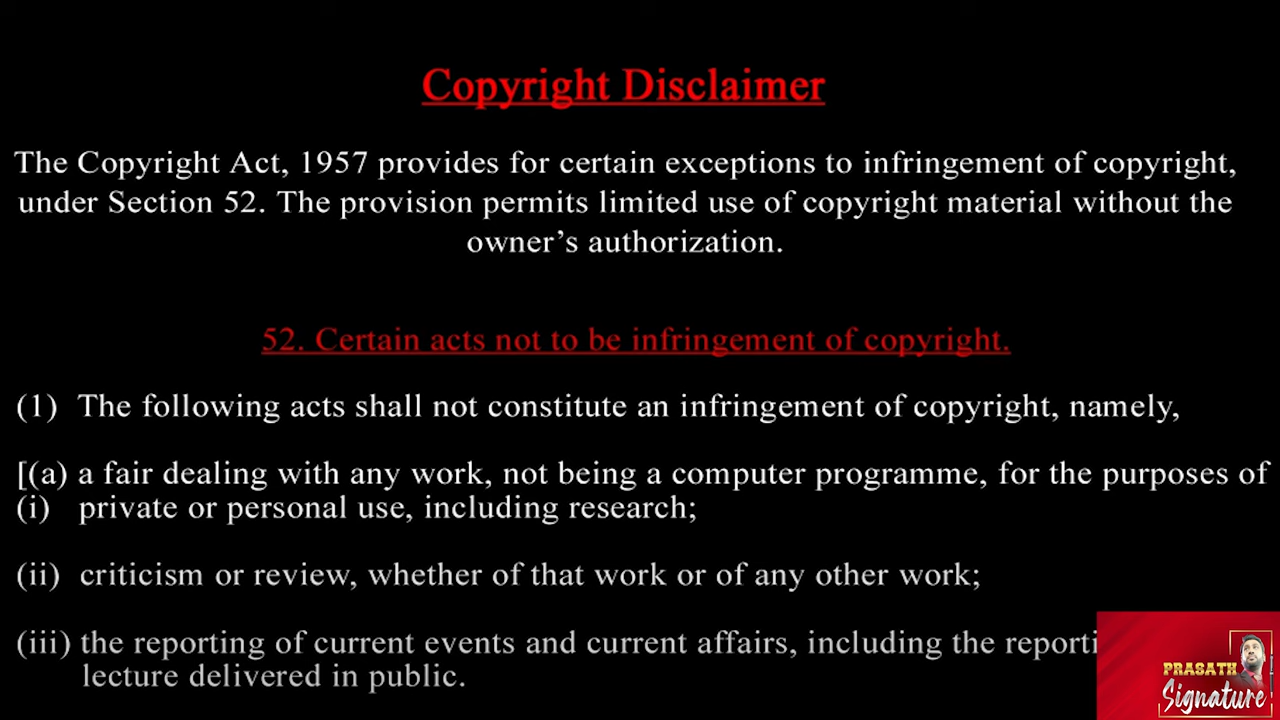 Copyright Disclaimer
The Copyright Act, 1957 provides for certain exceptions to infringement of copyright,
under Section 52. The provision permits limited use of copyright material without the
owner’s authorization.
52. Certain acts not to be infringement of copyright.
(1) The following acts shall not constitute an infringement of copyright, namely,
[(a) a fair dealing with any work, not being a computer programme, for the purposes of
(i) private or personal use, including research;
(ii) criticism or review, whether of that work or of any other work;
(iii) the reporting of current events and current affairs, including the reporti
lecture delivered in public.
PRASATH
Signature